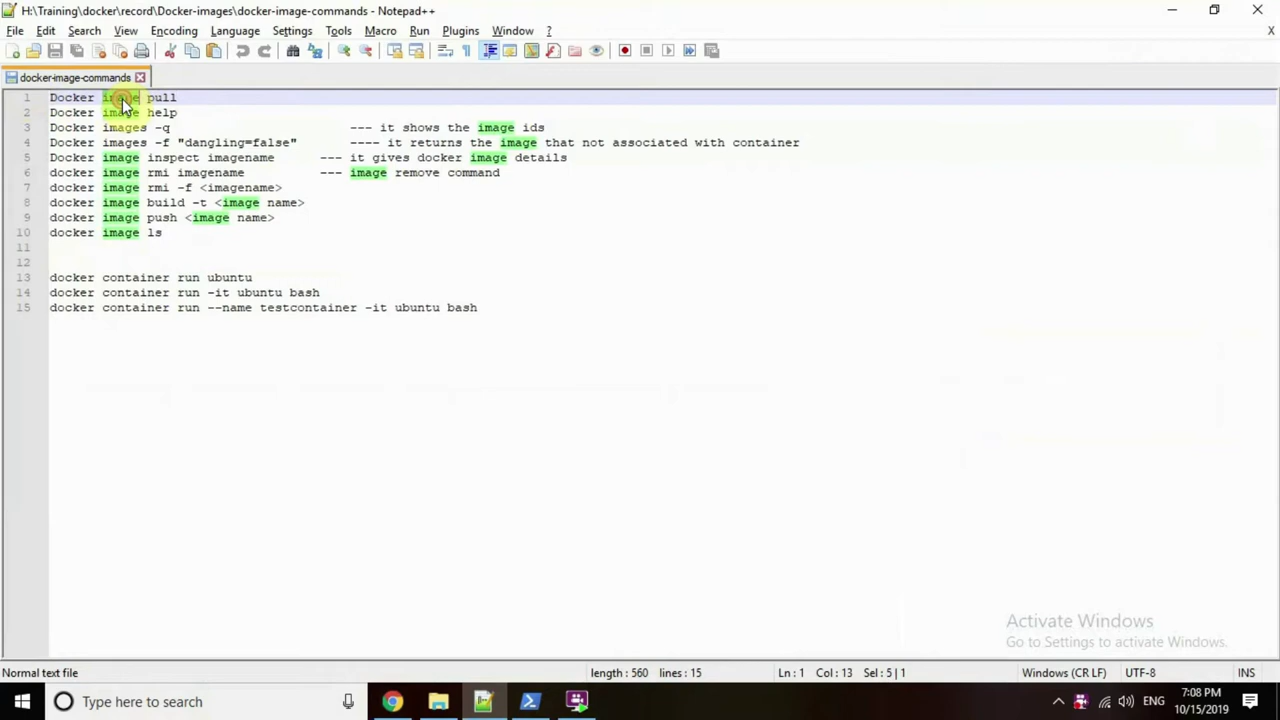 H:\Training\docker\record\Docker-images\docker-image-commands - Notepad++
File Edit Search View Encoding Language Settings Tools Macro Run Plugins Window ? X
docker-image-commands
1 Docker image pull
2 Docker image help
3 Docker images -q --- it shows the image ids
4 Docker images -f "dangling=false" ---- it returns the image that not associated with container
5 Docker image inspect imagename --- it gives docker image details
6 Docker image rmi imagename --- image remove command
7 docker image rmi -f <imagename>
8 docker image build -t <image name>
9 docker image push <image name>
10 docker image ls
11
12
13 docker container run ubuntu
14 docker container run -it ubuntu bash
15 docker container run --name testcontainer -it ubuntu bash
Activate Windows
Go to Settings to activate Windows.
Normal text file length : 560 lines : 15 Ln : 1 Col : 13 Sel : 5 | 1 Windows (CR LF) UTF-8 INS
Type here to search
ENG
7:08 PM
10/15/2019